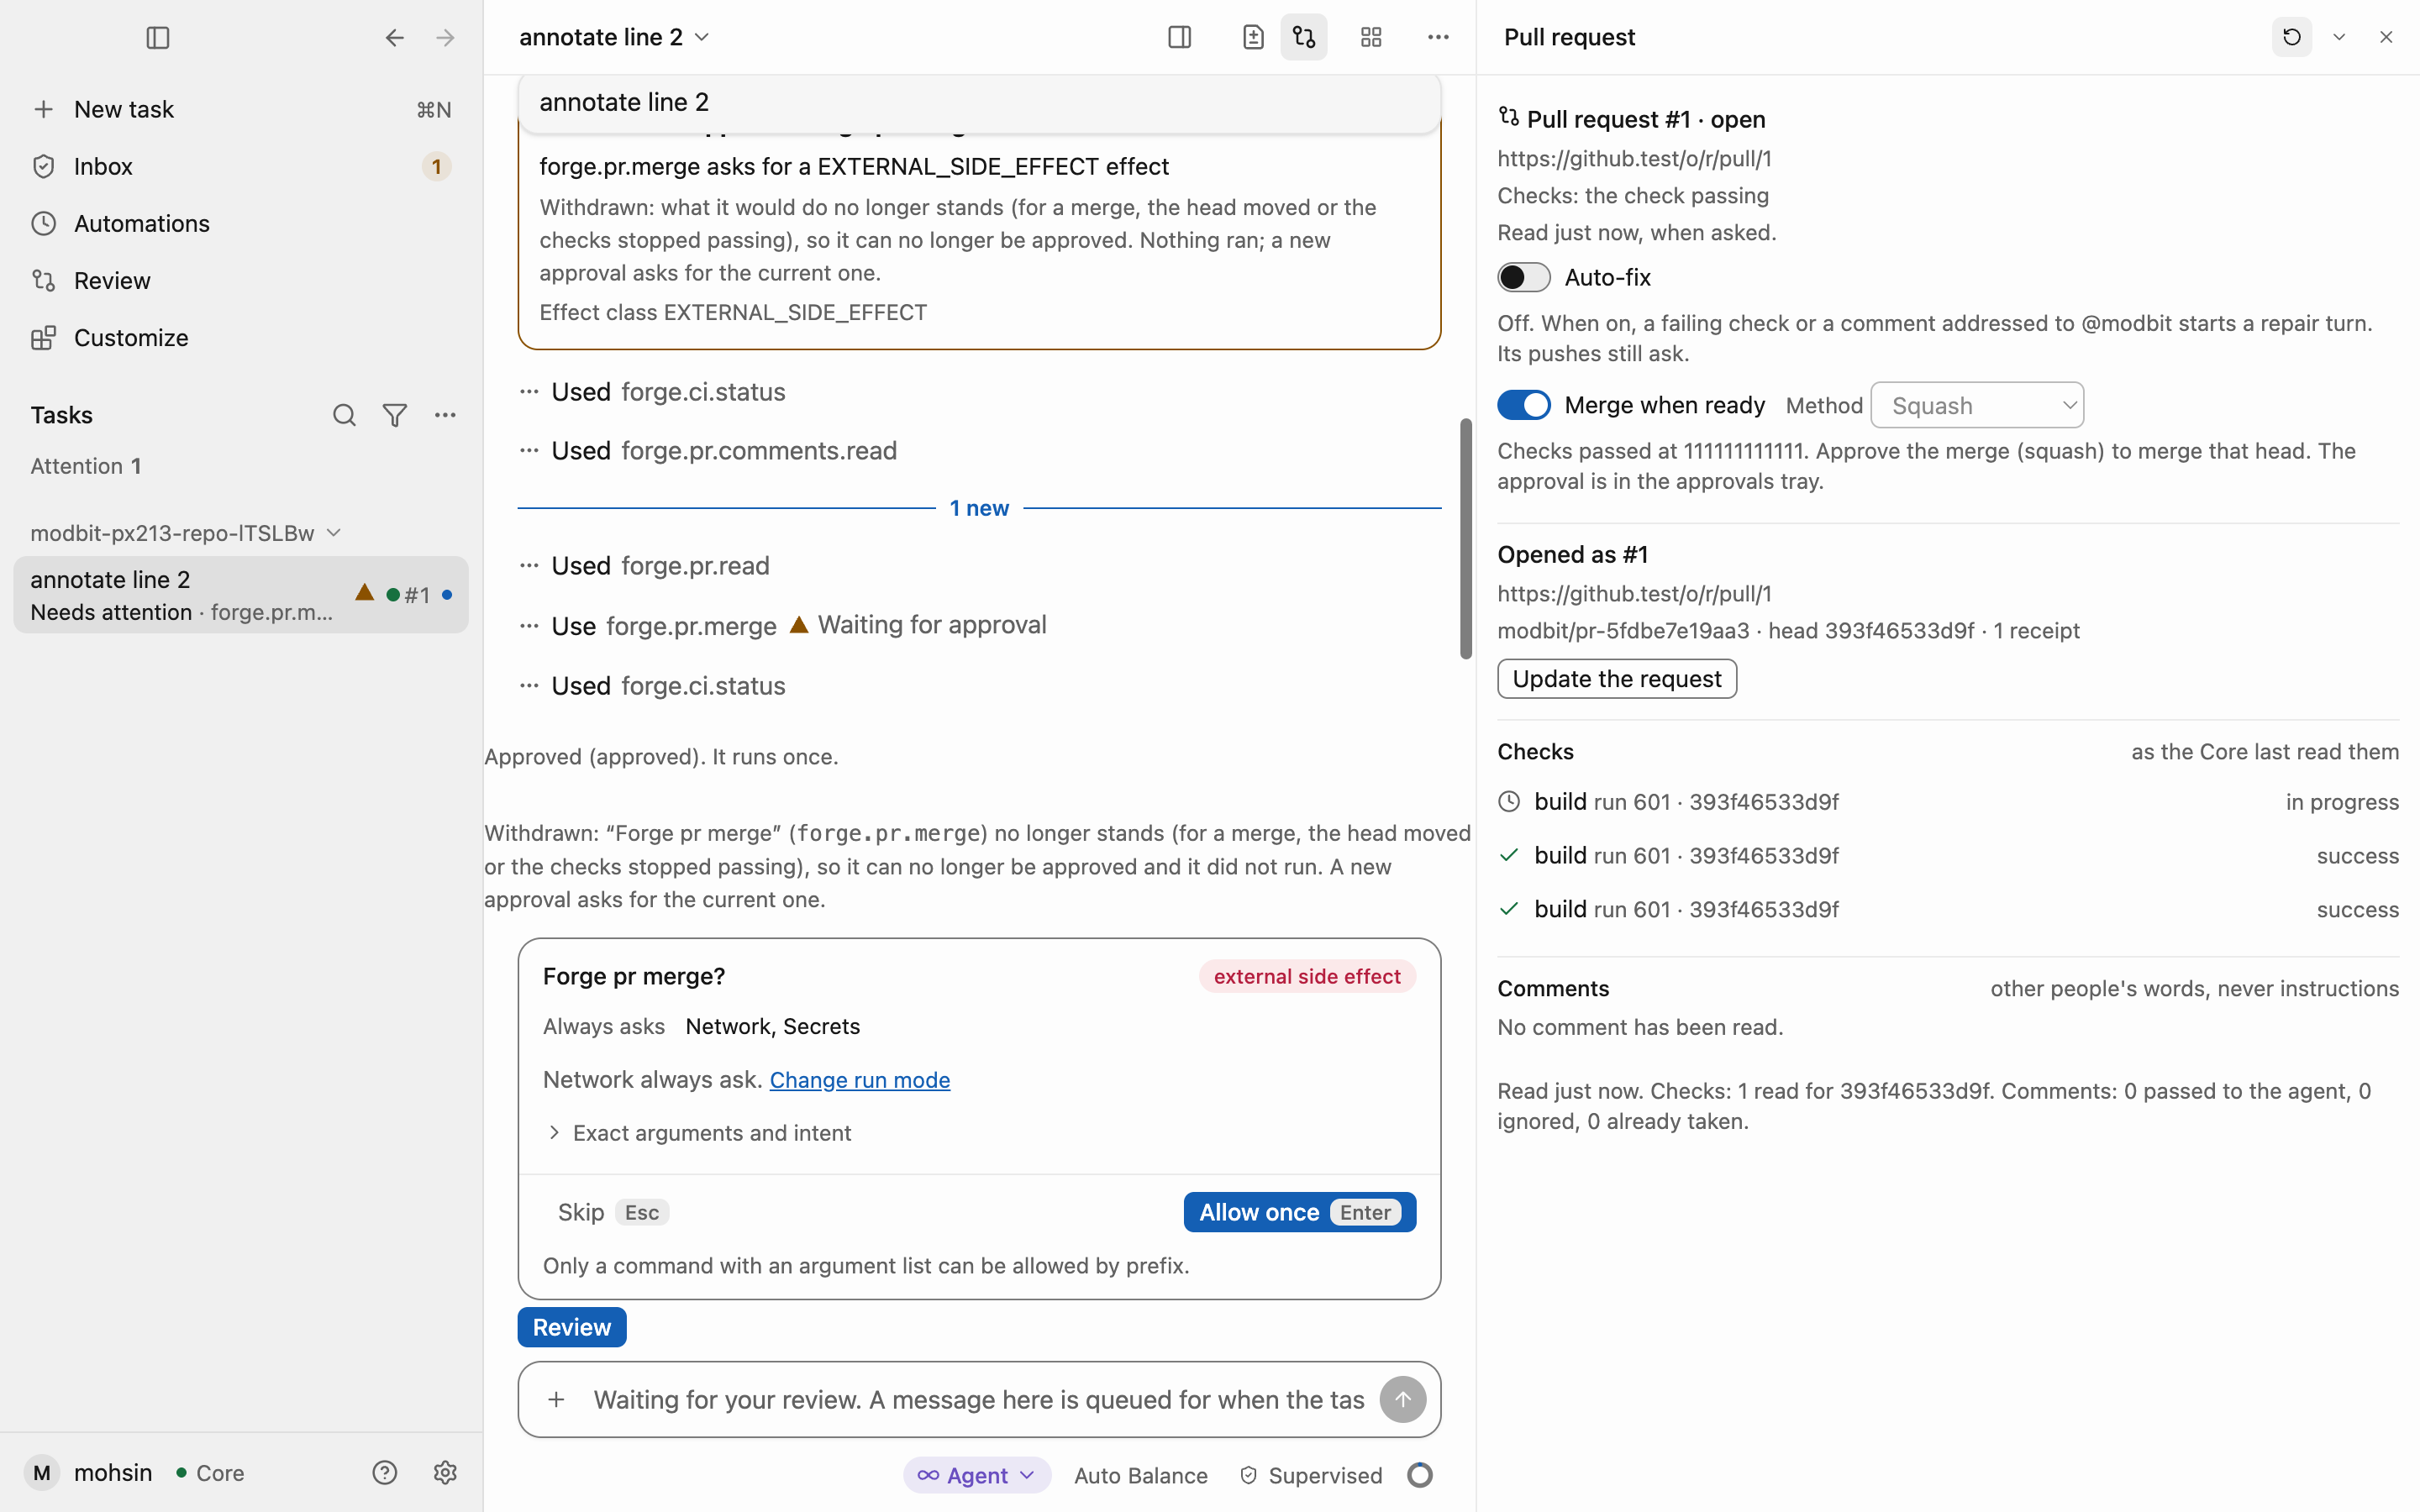 New task ⌘N
Inbox 1
Automations
Review
Customize
Tasks
Attention 1
modbit-px213-repo-lTSLBw
annotate line 2
Needs attention · forge.pr.m... #1
M mohsin Core
annotate line 2
annotate line 2
forge.pr.merge asks for a EXTERNAL_SIDE_EFFECT effect
Withdrawn: what it would do no longer stands (for a merge, the head moved or the
checks stopped passing), so it can no longer be approved. Nothing ran; a new
approval asks for the current one.
Effect class EXTERNAL_SIDE_EFFECT
Used forge.ci.status
Used forge.pr.comments.read
1 new
Used forge.pr.read
Use forge.pr.merge Waiting for approval
Used forge.ci.status
Approved (approved). It runs once.
Withdrawn: “Forge pr merge” (forge.pr.merge) no longer stands (for a merge, the head moved
or the checks stopped passing), so it can no longer be approved and it did not run. A new
approval asks for the current one.
Forge pr merge? external side effect
Always asks Network, Secrets
Network always ask. Change run mode
Exact arguments and intent
Skip Esc Allow once Enter
Only a command with an argument list can be allowed by prefix.
Review
Waiting for your review. A message here is queued for when the tas
Agent Auto Balance Supervised
Pull request
Pull request #1 · open
https://github.test/o/r/pull/1
Checks: the check passing
Read just now, when asked.
Auto-fix
Off. When on, a failing check or a comment addressed to @modbit starts a repair turn.
Its pushes still ask.
Merge when ready Method Squash
Checks passed at 111111111111. Approve the merge (squash) to merge that head. The
approval is in the approvals tray.
Opened as #1
https://github.test/o/r/pull/1
modbit/pr-5fdbe7e19aa3 · head 393f46533d9f · 1 receipt
Update the request
Checks as the Core last read them
build run 601 · 393f46533d9f in progress
build run 601 · 393f46533d9f success
build run 601 · 393f46533d9f success
Comments other people's words, never instructions
No comment has been read.
Read just now. Checks: 1 read for 393f46533d9f. Comments: 0 passed to the agent, 0
ignored, 0 already taken.